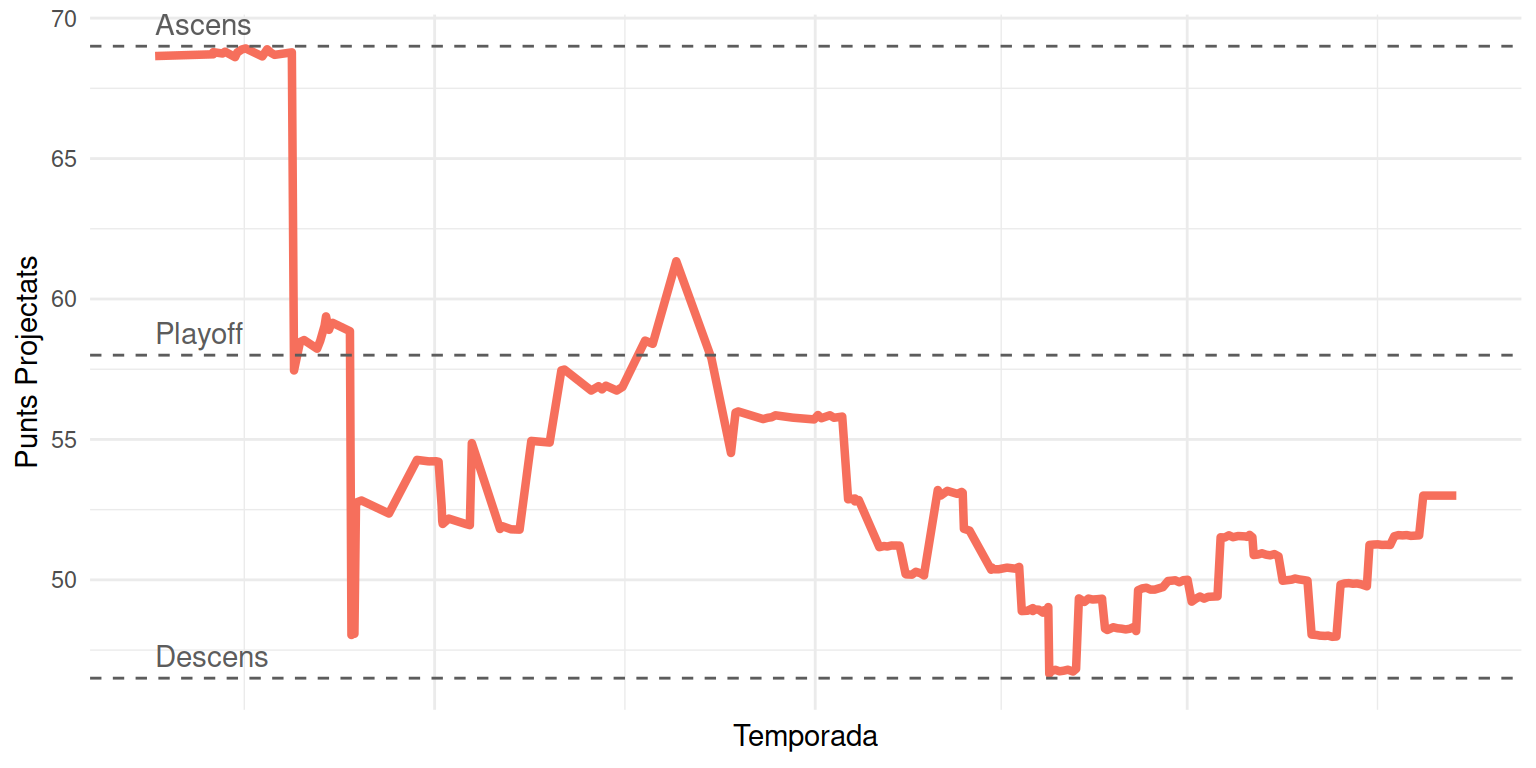 70
Ascens
65
60
Playoff
55
50
Descens
Punts Projectats
Temporada